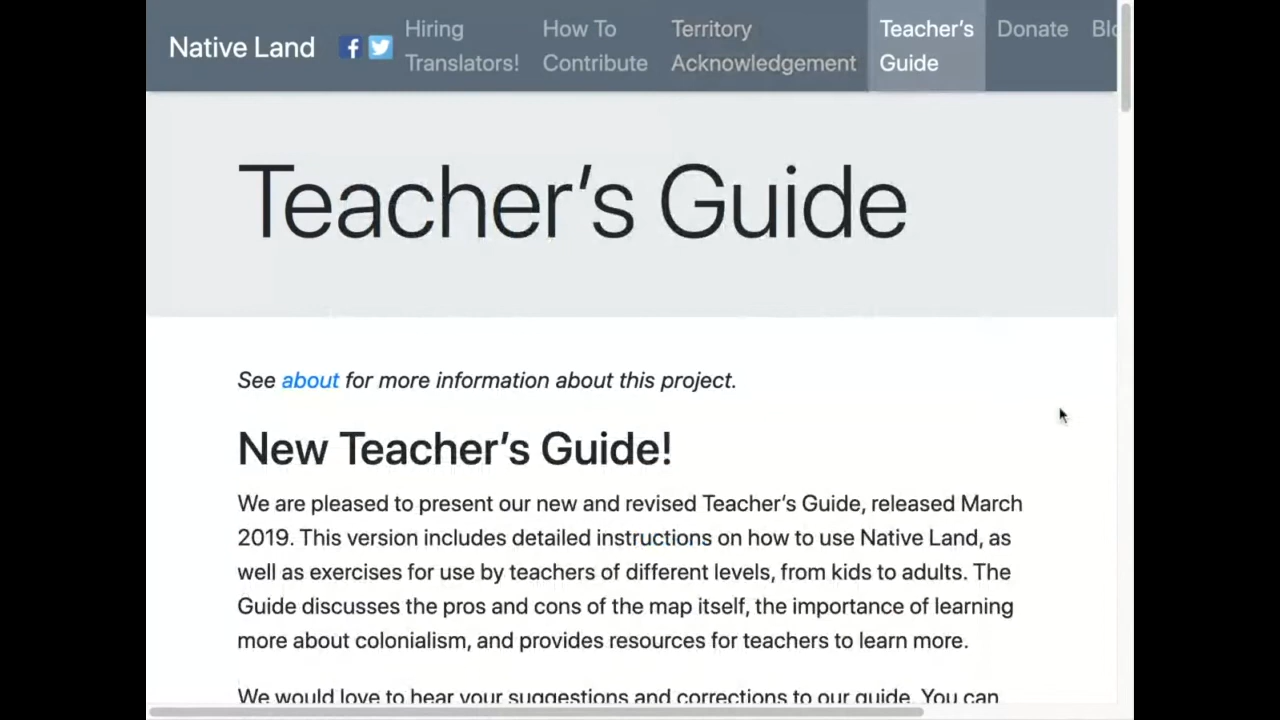 Native Land
Hiring
Translators!
How To
Contribute
Territory
Acknowledgement
Teacher’s
Guide
Donate
Teacher’s Guide
See about for more information about this project.
New Teacher’s Guide!
We are pleased to present our new and revised Teacher’s Guide, released March
2019. This version includes detailed instructions on how to use Native Land, as
well as exercises for use by teachers of different levels, from kids to adults. The
Guide discusses the pros and cons of the map itself, the importance of learning
more about colonialism, and provides resources for teachers to learn more.
We would love to hear your suggestions and corrections to our guide. You can